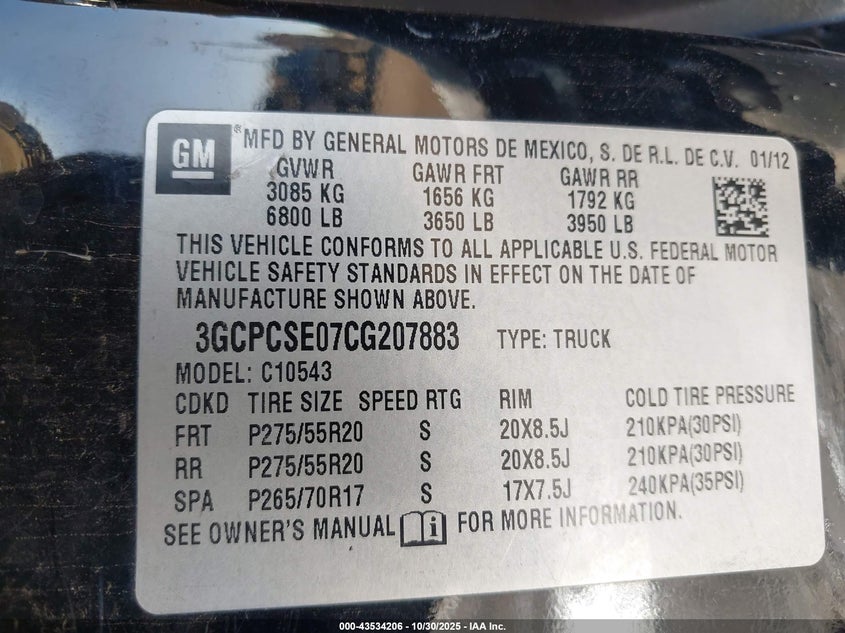 GM ® MFD BY GENERAL MOTORS DE MEXICO, S. DE R.L. DE C.V. 01/12
GVWR GAWR FRT GAWR RR
3085 KG 1656 KG 1792 KG
6800 LB 3650 LB 3950 LB
THIS VEHICLE CONFORMS TO ALL APPLICABLE U.S. FEDERAL MOTOR
VEHICLE SAFETY STANDARDS IN EFFECT ON THE DATE OF
MANUFACTURE SHOWN ABOVE.
3GCPCSE07CG207883 TYPE: TRUCK
MODEL: C10543
CDKD TIRE SIZE SPEED RTG RIM COLD TIRE PRESSURE
FRT P275/55R20 S 20X8.5J 210KPA(30PSI)
RR P275/55R20 S 20X8.5J 210KPA(30PSI)
SPA P265/70R17 S 17X7.5J 240KPA(35PSI)
SEE OWNER'S MANUAL i FOR MORE INFORMATION.
000-43534206 - 10/30/2025 - IAA Inc.